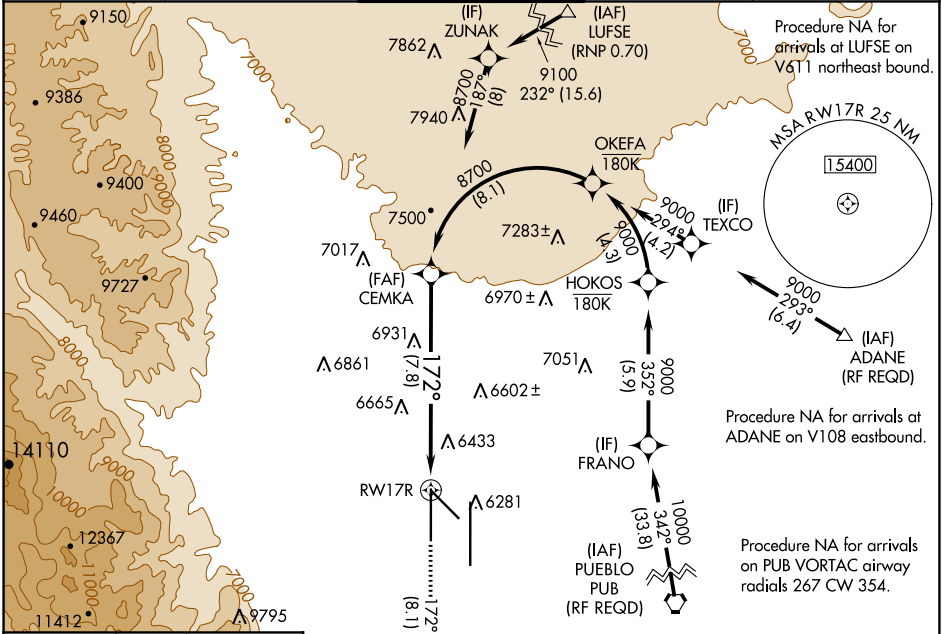 9150
7000
7862
(IF)
ZUNAK
(IAF)
LUFSE
(RNP 0.70)
9100
232° (15.6)
Procedure NA for
arrivals at LUFSE on
V611 northeast bound.
9386
8000
9000
7940
8700
187°
(8)
7000
MSA RW17R 25 NM
15400
9400
9460
9727
OKEFA
180K
8700
(8.1)
7500
7283±
7017
9000
(4.3)
9000
294°
(4.2)
(IF)
TEXCO
(FAF)
CEMKA
6970±
HOKOS
180K
9000
293°
(6.4)
(IAF)
ADANE
(RF REQD)
6931
6861
172°
(7.8)
7051
6602±
9000
352°
(5.9)
8000
7000
6665
6433
Procedure NA for arrivals at
ADANE on V108 eastbound.
14110
9000
10000
(IF)
FRANO
RW17R
6281
12367
11000
11412
7000
9795
172°
(8.1)
10000
342°
(33.8)
(IAF)
PUEBLO
PUB
(RF REQD)
Procedure NA for arrivals
on PUB VORTAC airway
radials 267 CW 354.